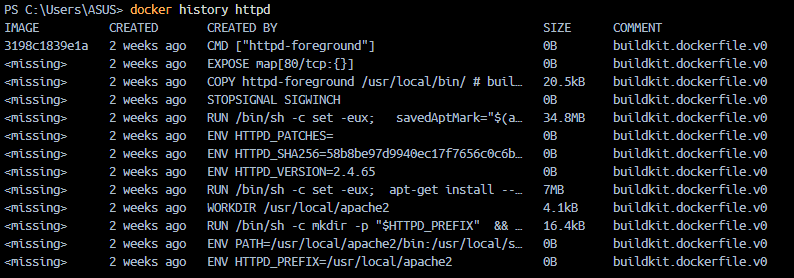 PS C:\Users\ASUS> docker history httpd
IMAGE CREATED CREATED BY SIZE COMMENT
3198c1839e1a 2 weeks ago CMD ["httpd-foreground"] 0B buildkit.dockerfile.v0
<missing> 2 weeks ago EXPOSE map[80/tcp:{}] 0B buildkit.dockerfile.v0
<missing> 2 weeks ago COPY httpd-foreground /usr/local/bin/ # buil… 20.5kB buildkit.dockerfile.v0
<missing> 2 weeks ago STOPSIGNAL SIGWINCH 0B buildkit.dockerfile.v0
<missing> 2 weeks ago RUN /bin/sh -c set -eux; savedAptMark="$(a… 34.8MB buildkit.dockerfile.v0
<missing> 2 weeks ago ENV HTTPD_PATCHES= 0B buildkit.dockerfile.v0
<missing> 2 weeks ago ENV HTTPD_SHA256=58b8be97d9940ec17f7656c0c6b… 0B buildkit.dockerfile.v0
<missing> 2 weeks ago ENV HTTPD_VERSION=2.4.65 0B buildkit.dockerfile.v0
<missing> 2 weeks ago RUN /bin/sh -c set -eux; apt-get install --… 7MB buildkit.dockerfile.v0
<missing> 2 weeks ago WORKDIR /usr/local/apache2 4.1kB buildkit.dockerfile.v0
<missing> 2 weeks ago RUN /bin/sh -c mkdir -p "$HTTPD_PREFIX" && … 16.4kB buildkit.dockerfile.v0
<missing> 2 weeks ago ENV PATH=/usr/local/apache2/bin:/usr/local/s… 0B buildkit.dockerfile.v0
<missing> 2 weeks ago ENV HTTPD_PREFIX=/usr/local/apache2 0B buildkit.dockerfile.v0